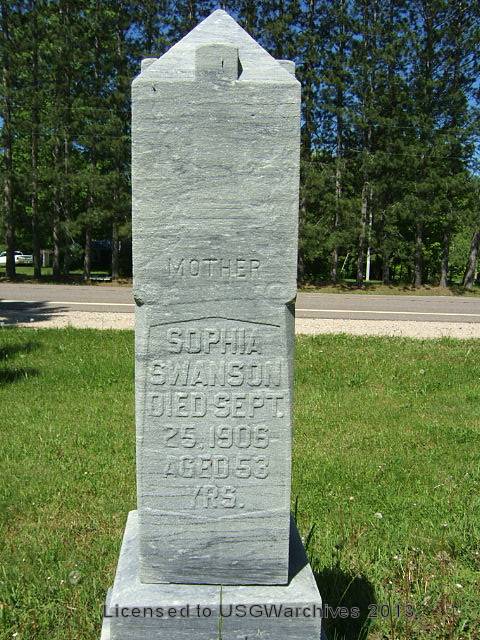 MOTHER
SOPHIA
SWANSON
DIED SEPT.
25, 1906
AGED 53
YRS.
Licensed to USGWarchives 2013